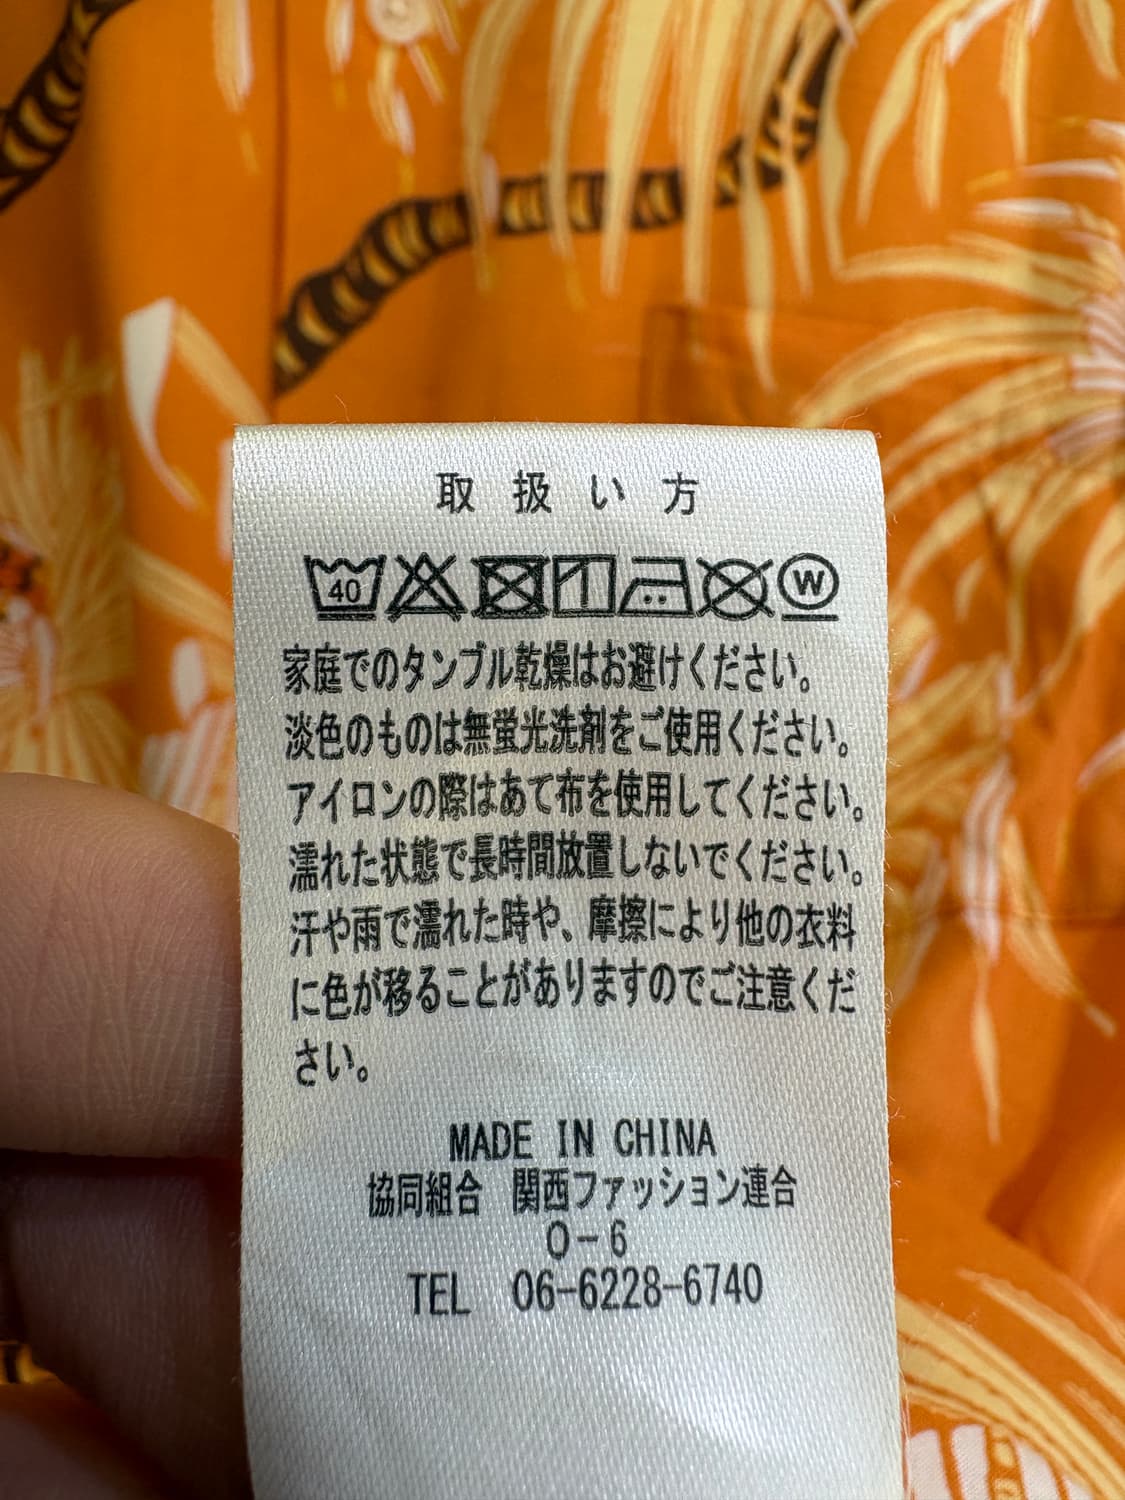 取扱い方
40 W
家庭でのタンブル乾燥はお避けください。
淡色のものは無蛍光洗剤をご使用ください。
アイロンの際はあて布を使用してください。
濡れた状態で長時間放置しないでください。
汗や雨で濡れた時や、摩擦により他の衣料
に色が移ることがありますのでご注意くだ
さい。
MADE IN CHINA
協同組合 関西ファッション連合
O-6
TEL 06-6228-6740